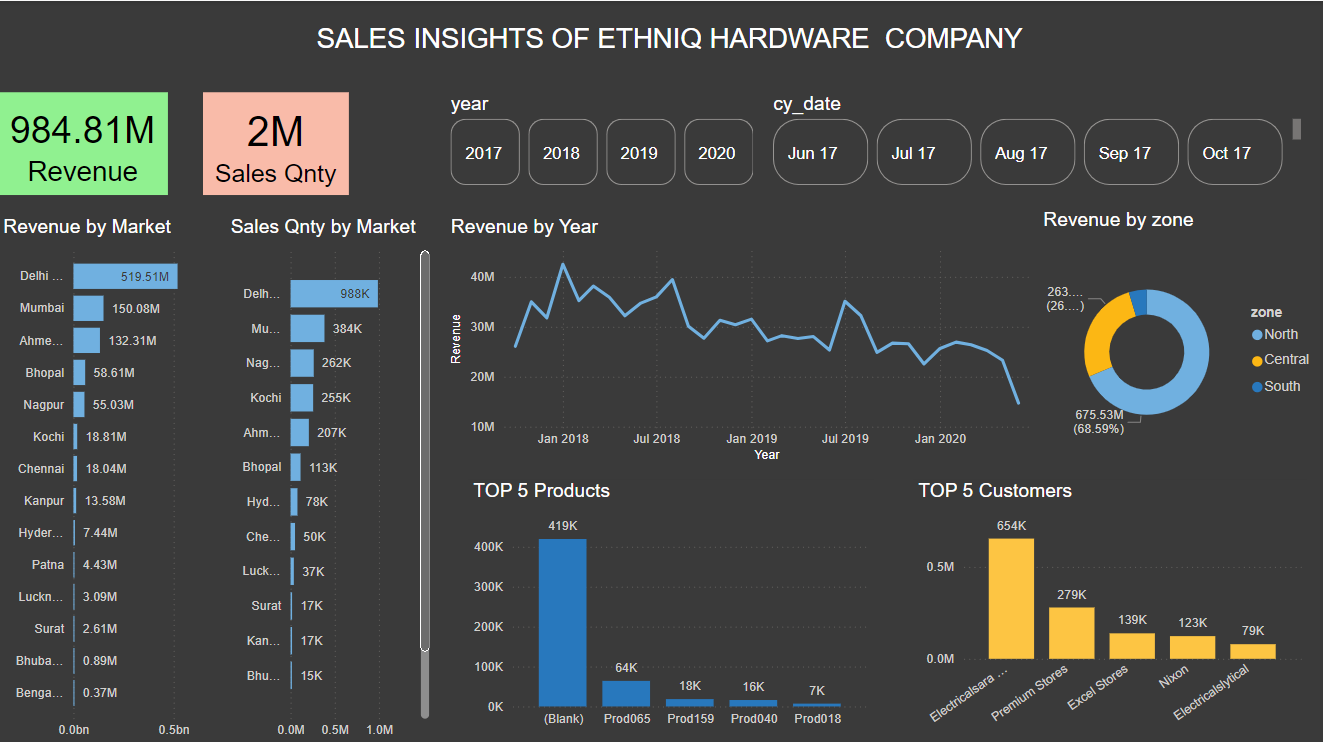 SALES INSIGHTS OF ETHNIQ HARDWARE COMPANY
984.81M
Revenue
2M
Sales Qnty
year
2017
2018
2019
2020
cy_date
Jun 17
Jul 17
Aug 17
Sep 17
Oct 17
Revenue by Market
Delhi ...
519.51M
Mumbai
150.08M
Ahme...
132.31M
Bhopal
58.61M
Nagpur
55.03M
Kochi
18.81M
Chennai
18.04M
Kanpur
13.58M
Hyder...
7.44M
Patna
4.43M
Luckn...
3.09M
Surat
2.61M
Bhuba...
0.89M
Benga...
0.37M
0.0bn
0.5bn
Sales Qnty by Market
Delh...
988K
Mu...
384K
Nag...
262K
Kochi
255K
Ahm...
207K
Bhopal
113K
Hyd...
78K
Che...
50K
Luck...
37K
Surat
17K
Kan...
17K
Bhu...
15K
0.0M
0.5M
1.0M
Revenue by Year
Revenue
40M
30M
20M
10M
Jan 2018
Jul 2018
Jan 2019
Jul 2019
Jan 2020
Year
Revenue by zone
263....
(26....)
675.53M
(68.59%)
zone
North
Central
South
TOP 5 Products
400K
300K
200K
100K
0K
419K
64K
18K
16K
7K
(Blank)
Prod065
Prod159
Prod040
Prod018
TOP 5 Customers
0.5M
0.0M
654K
279K
139K
123K
79K
Electricalsara ...
Premium Stores
Excel Stores
Nixon
Electricalslytical